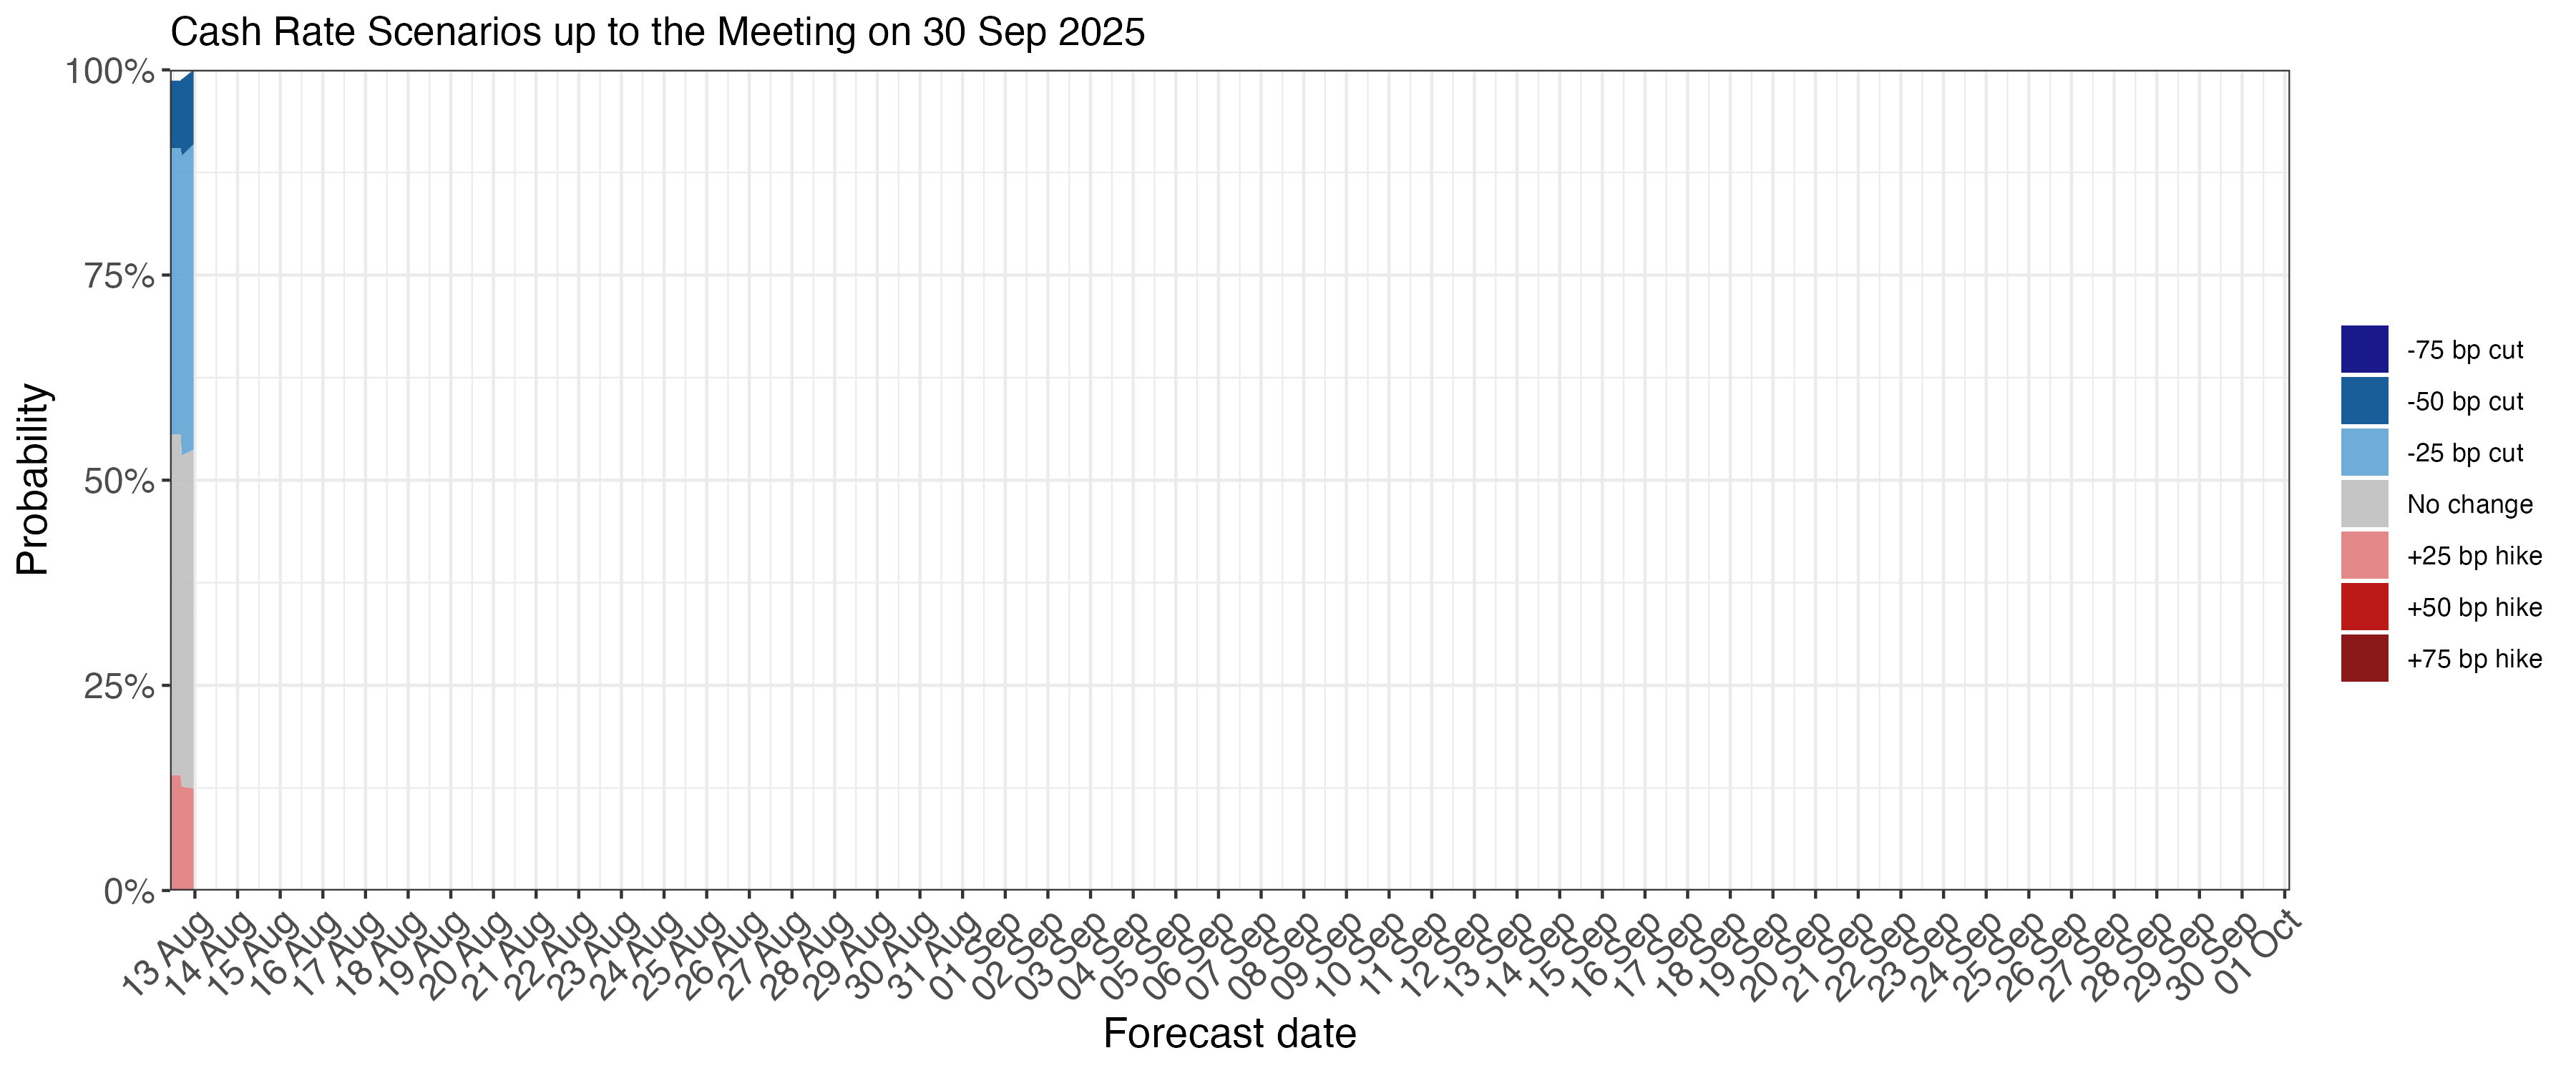 Cash Rate Scenarios up to the Meeting on 30 Sep 2025
100%
75%
50%
25%
0%
Probability
13 Aug
14 Aug
15 Aug
16 Aug
17 Aug
18 Aug
19 Aug
20 Aug
21 Aug
22 Aug
23 Aug
24 Aug
25 Aug
26 Aug
27 Aug
28 Aug
29 Aug
30 Aug
31 Aug
01 Sep
02 Sep
03 Sep
04 Sep
05 Sep
06 Sep
07 Sep
08 Sep
09 Sep
10 Sep
11 Sep
12 Sep
13 Sep
14 Sep
15 Sep
16 Sep
17 Sep
18 Sep
19 Sep
20 Sep
21 Sep
22 Sep
23 Sep
24 Sep
25 Sep
26 Sep
27 Sep
28 Sep
29 Sep
30 Sep
01 Oct
Forecast date
-75 bp cut
-50 bp cut
-25 bp cut
No change
+25 bp hike
+50 bp hike
+75 bp hike